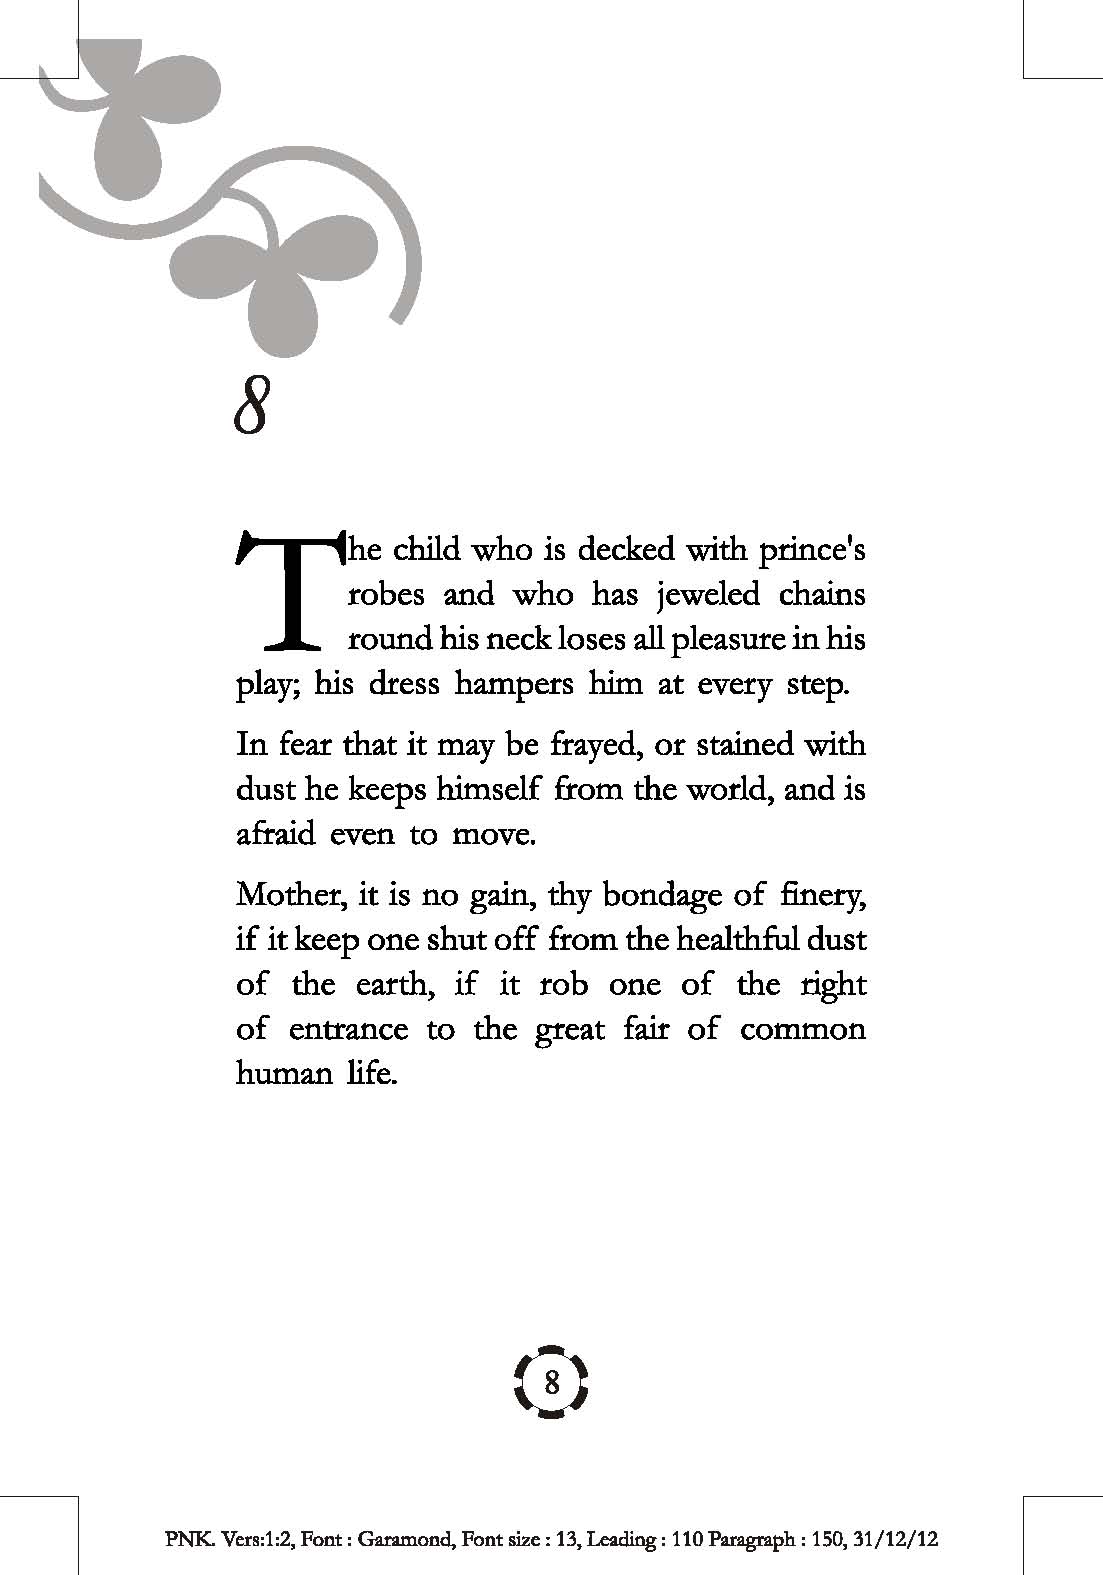 8
The child who is decked with prince's
robes and who has jeweled chains
round his neck loses all pleasure in his
play; his dress hampers him at every step.
In fear that it may be frayed, or stained with
dust he keeps himself from the world, and is
afraid even to move.
Mother, it is no gain, thy bondage of finery,
if it keep one shut off from the healthful dust
of the earth, if it rob one of the right
of entrance to the great fair of common
human life.
8
PNK. Vers:1:2, Font : Garamond, Font size : 13, Leading : 110 Paragraph : 150, 31/12/12